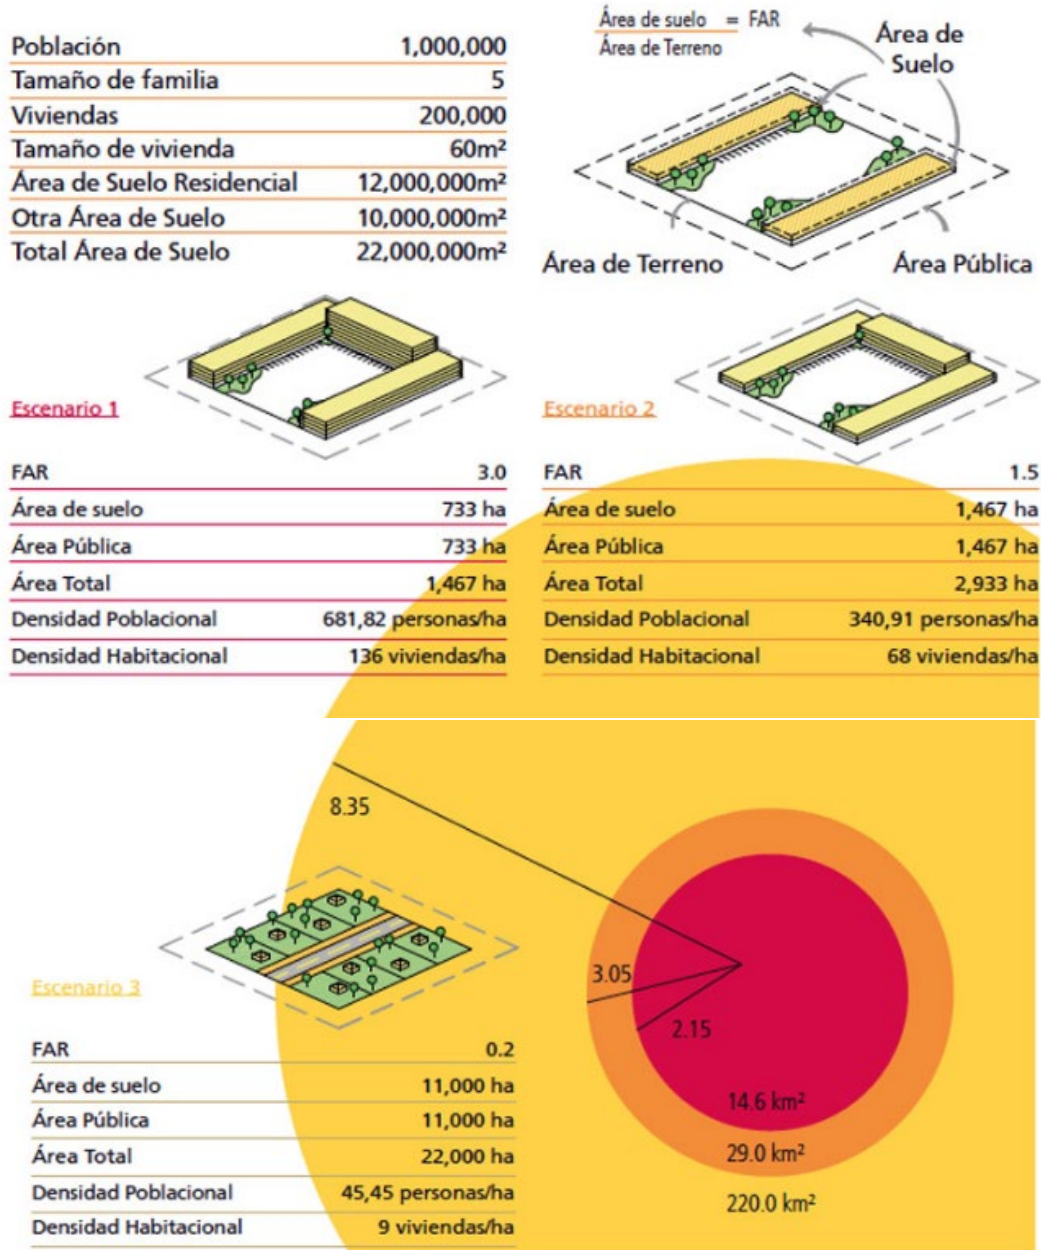 Población 1,000,000
Tamaño de familia 5
Viviendas 200,000
Tamaño de vivienda 60m²
Área de Suelo Residencial 12,000,000m²
Otra Área de Suelo 10,000,000m²
Total Área de Suelo 22,000,000m²
Área de suelo = FAR
Área de Terreno
Área de
Suelo
Área de Terreno
Área Pública
Escenario 1
FAR 3.0
Área de suelo 733 ha
Área Pública 733 ha
Área Total 1,467 ha
Densidad Poblacional 681,82 personas/ha
Densidad Habitacional 136 viviendas/ha
Escenario 2
FAR 1.5
Área de suelo 1,467 ha
Área Pública 1,467 ha
Área Total 2,933 ha
Densidad Poblacional 340,91 personas/ha
Densidad Habitacional 68 viviendas/ha
Escenario 3
FAR 0.2
Área de suelo 11,000 ha
Área Pública 11,000 ha
Área Total 22,000 ha
Densidad Poblacional 45,45 personas/ha
Densidad Habitacional 9 viviendas/ha
8.35
3.05
2.15
14.6 km²
29.0 km²
220.0 km²